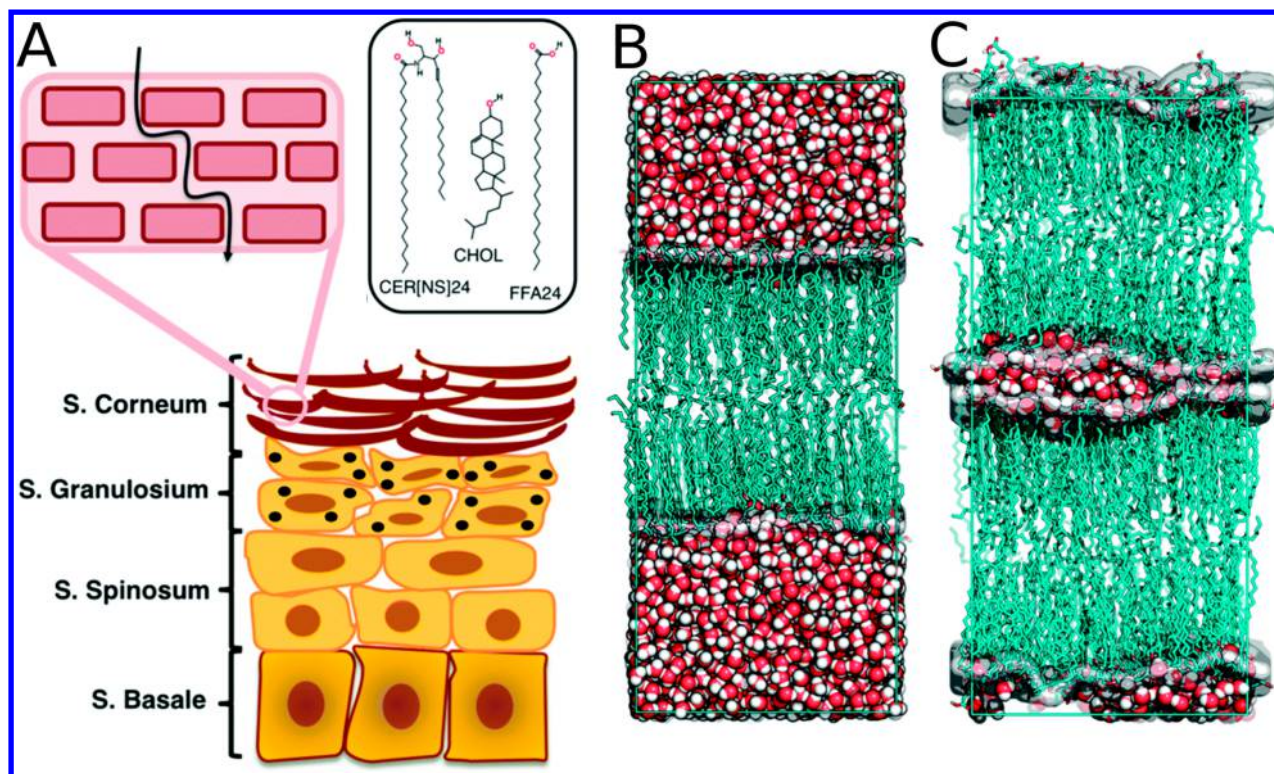 A
B
C
O
H
O
H
O
N
H
O
H
O
O
H
CER[NS]24
CHOL
FFA24
S. Corneum
S. Granulosium
S. Spinosum
S. Basale